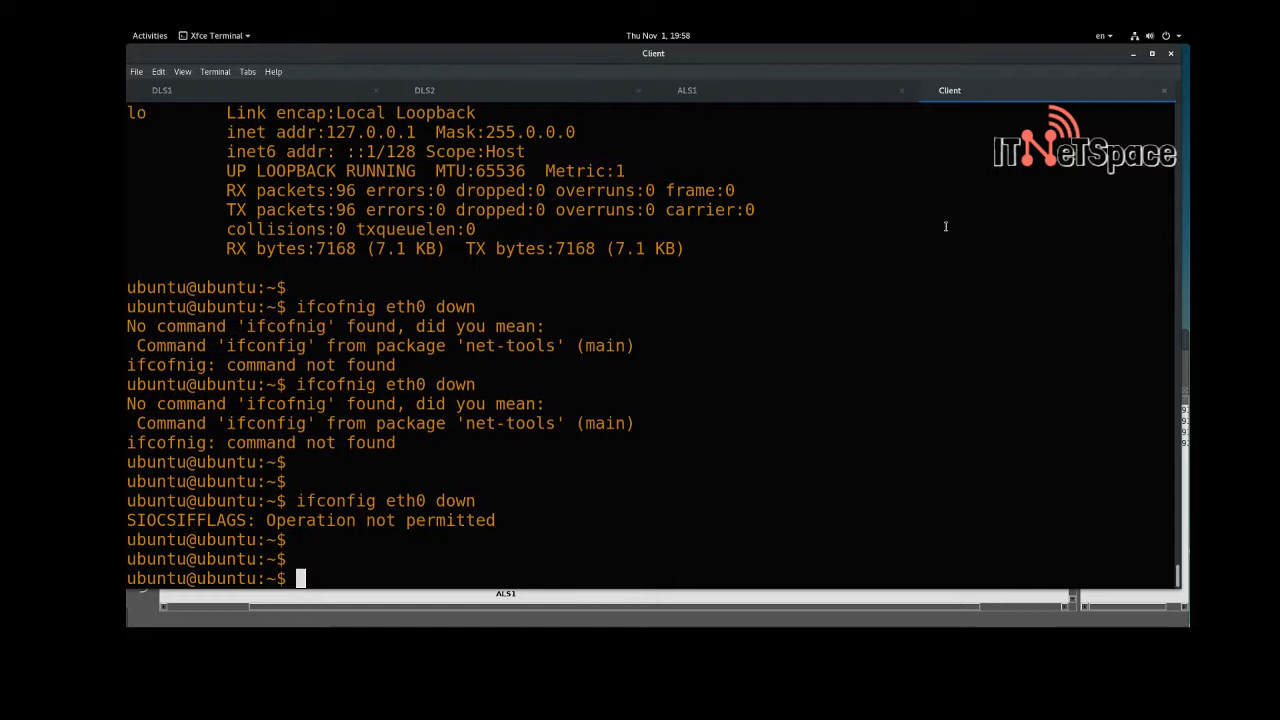 Activities Xfce Terminal Thu Nov 1, 19:58 en
Client
File Edit View Terminal Tabs Help
DLS1 DLS2 ALS1 Client
lo Link encap:Local Loopback
inet addr:127.0.0.1 Mask:255.0.0.0
inet6 addr: ::1/128 Scope:Host
UP LOOPBACK RUNNING MTU:65536 Metric:1
RX packets:96 errors:0 dropped:0 overruns:0 frame:0
TX packets:96 errors:0 dropped:0 overruns:0 carrier:0
collisions:0 txqueuelen:0
RX bytes:7168 (7.1 KB) TX bytes:7168 (7.1 KB)
ITNeTSpace
ubuntu@ubuntu:~$
ubuntu@ubuntu:~$ ifcofnig eth0 down
No command 'ifcofnig' found, did you mean:
Command 'ifconfig' from package 'net-tools' (main)
ifcofnig: command not found
ubuntu@ubuntu:~$ ifcofnig eth0 down
No command 'ifcofnig' found, did you mean:
Command 'ifconfig' from package 'net-tools' (main)
ifcofnig: command not found
ubuntu@ubuntu:~$
ubuntu@ubuntu:~$
ubuntu@ubuntu:~$ ifconfig eth0 down
SIOCSIFFLAGS: Operation not permitted
ubuntu@ubuntu:~$
ubuntu@ubuntu:~$
ubuntu@ubuntu:~$
ALS1